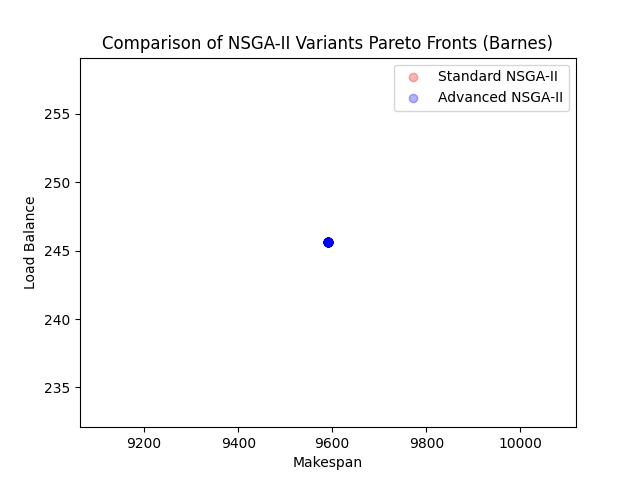 Comparison of NSGA-II Variants Pareto Fronts (Barnes)
Standard NSGA-II
Advanced NSGA-II
255
250
245
240
235
Load Balance
9200 9400 9600 9800 10000
Makespan